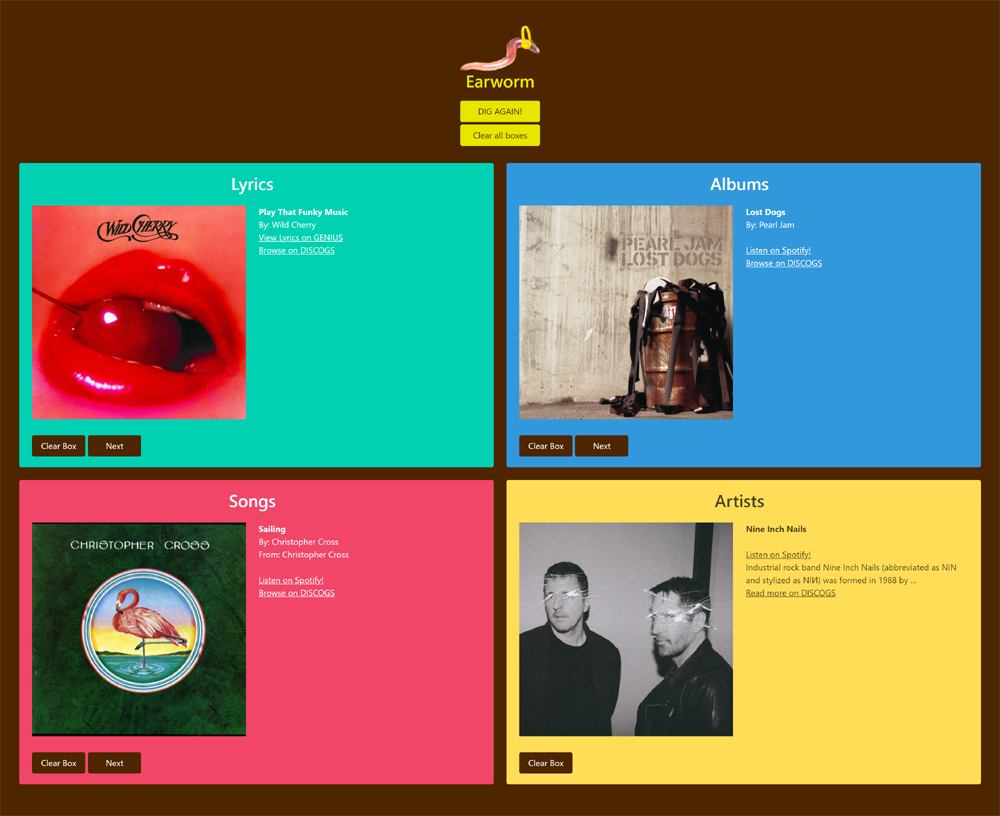 Earworm
DIG AGAIN!
Clear all boxes
Lyrics
WILD CHERRY
Play That Funky Music
By: Wild Cherry
View Lyrics on GENIUS
Browse on DISCOGS
Clear Box
Next
Albums
PEARL JAM
LOST DOGS
Lost Dogs
By: Pearl Jam
Listen on Spotify!
Browse on DISCOGS
Clear Box
Next
Songs
CHRISTOPHER CROSS
Sailing
By: Christopher Cross
From: Christopher Cross
Listen on Spotify!
Browse on DISCOGS
Clear Box
Next
Artists
Nine Inch Nails
Listen on Spotify!
Industrial rock band Nine Inch Nails (abbreviated as NIN
and stylized as NIИ) was formed in 1988 by ...
Read more on DISCOGS
Clear Box